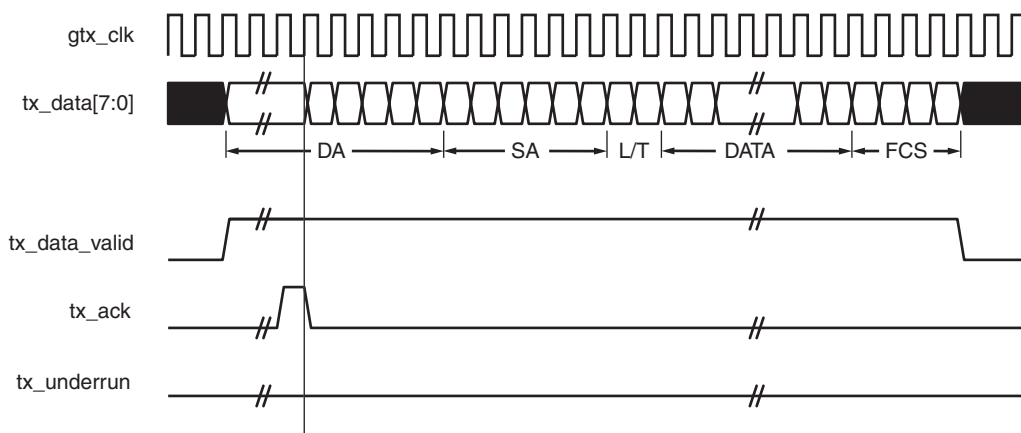 gtx_clk
tx_data[7:0]
DA SA L/T DATA FCS
tx_data_valid
tx_ack
tx_underrun